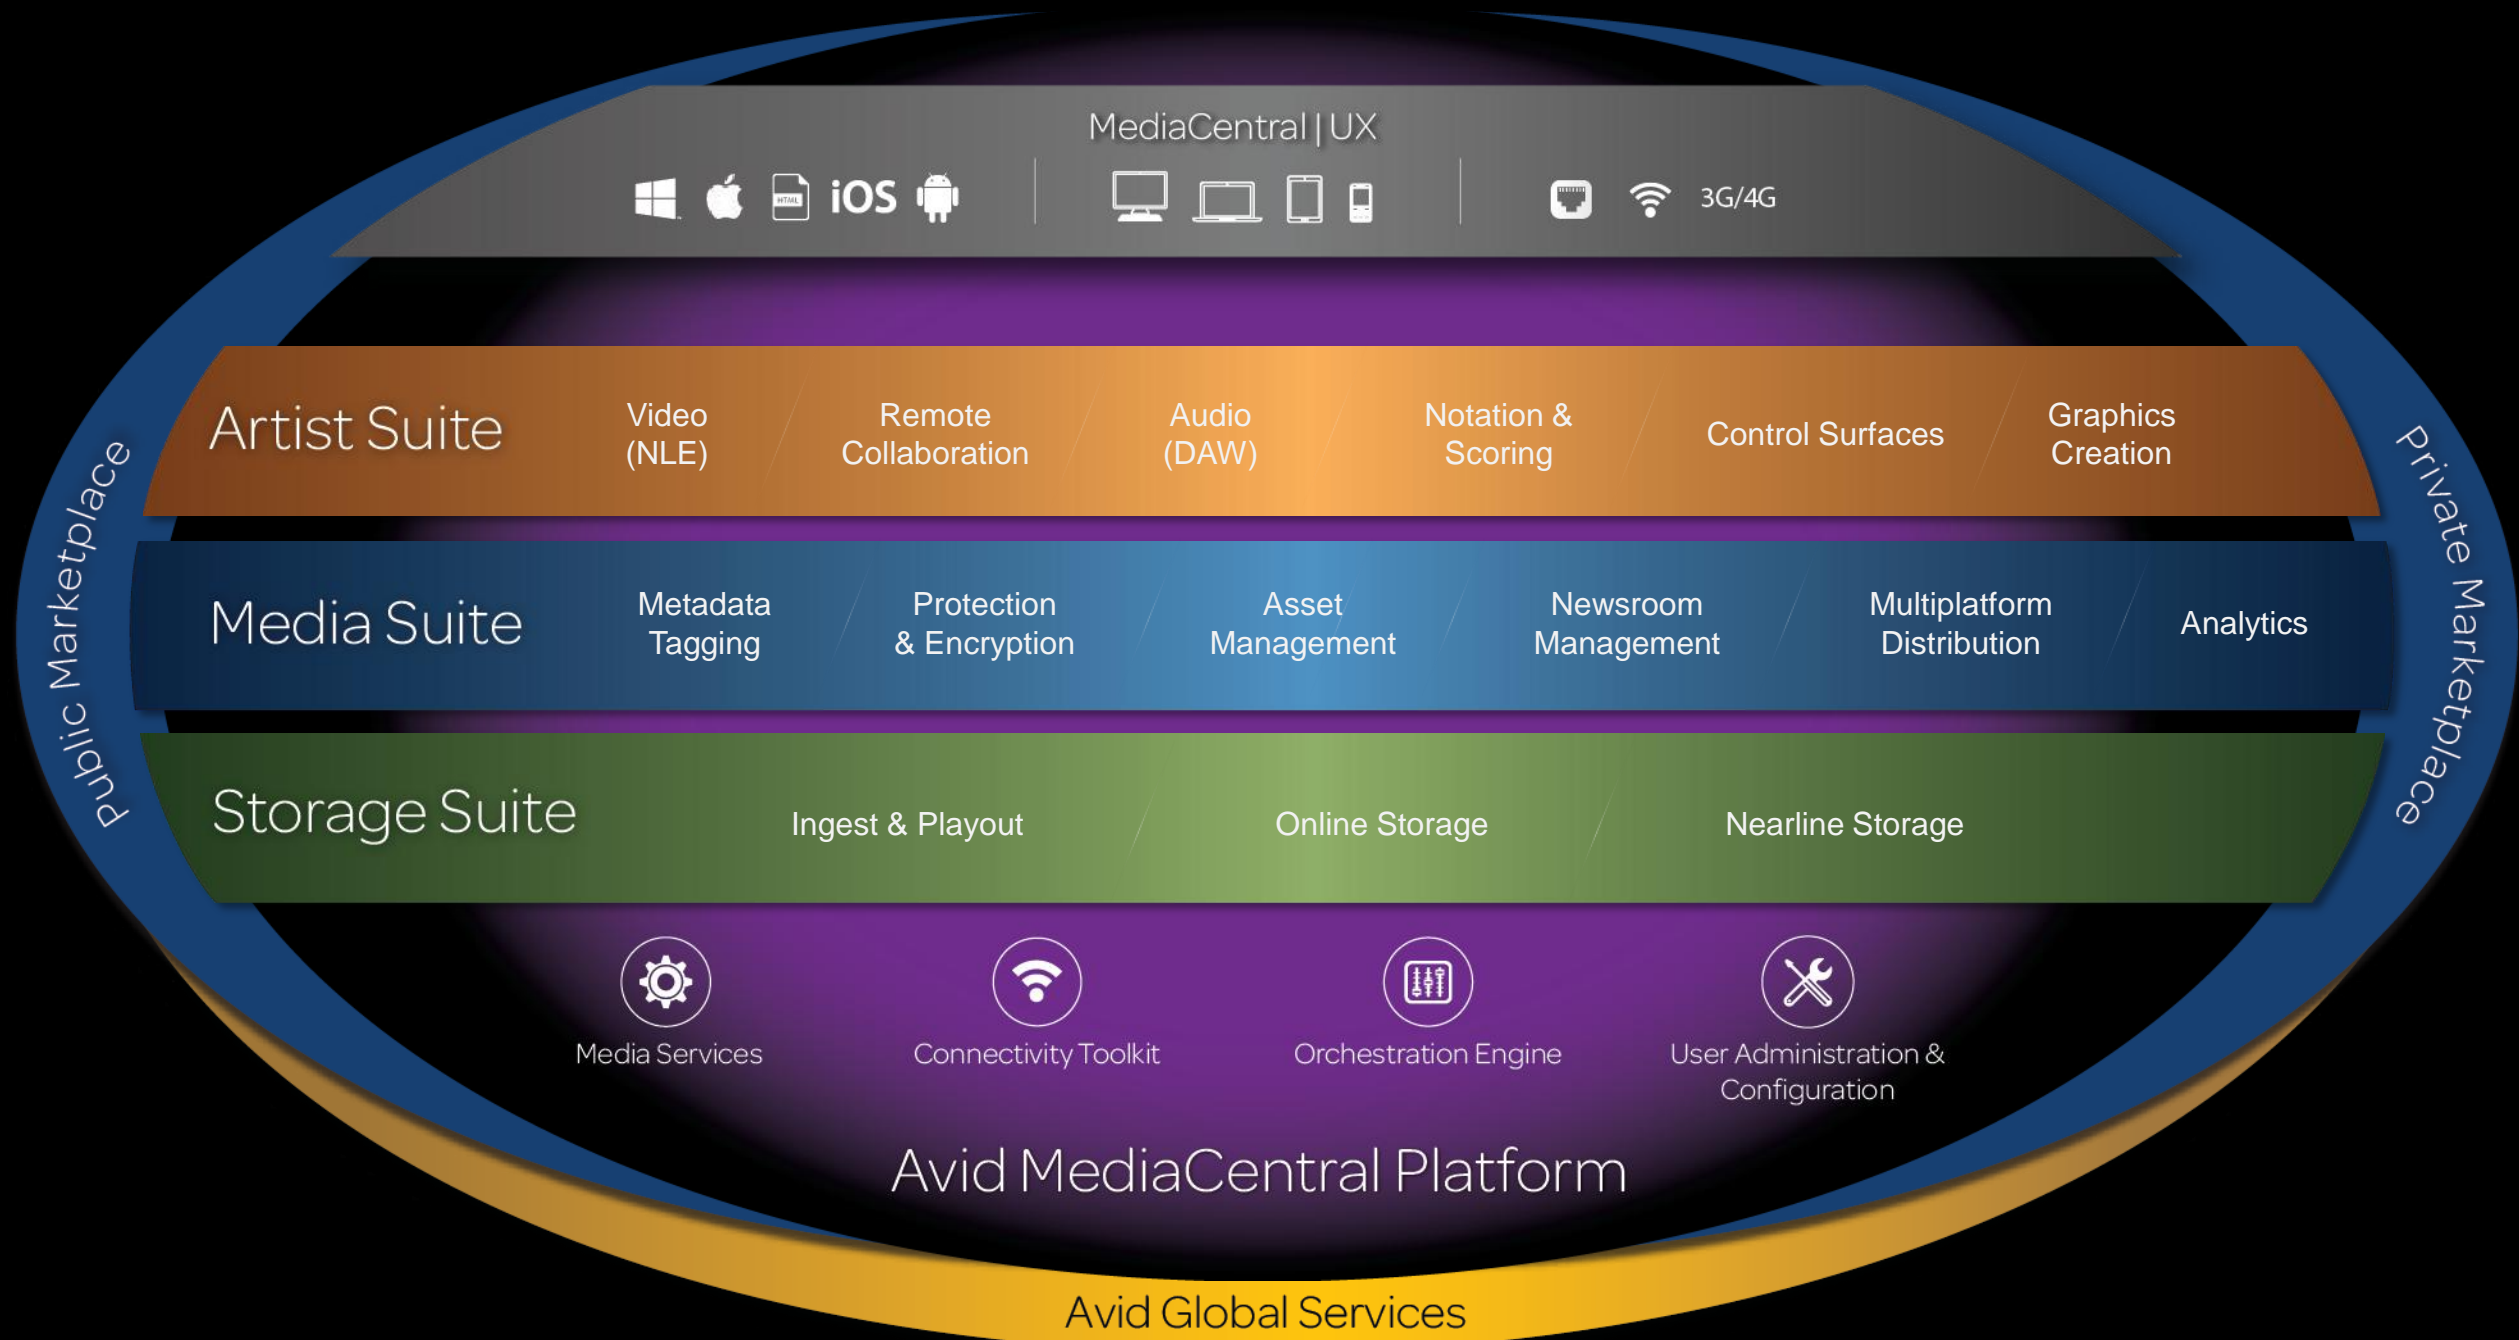 MediaCentral | UX
HTML
iOS
3G/4G
Artist Suite
Video
(NLE)
Remote
Collaboration
Audio
(DAW)
Notation &
Scoring
Control Surfaces
Graphics
Creation
Public Marketplace
Private Marketplace
Media Suite
Metadata
Tagging
Protection
& Encryption
Asset
Management
Newsroom
Management
Multiplatform
Distribution
Analytics
Storage Suite
Ingest & Playout
Online Storage
Nearline Storage
Media Services
Connectivity Toolkit
Orchestration Engine
User Administration &
Configuration
Avid MediaCentral Platform
Avid Global Services